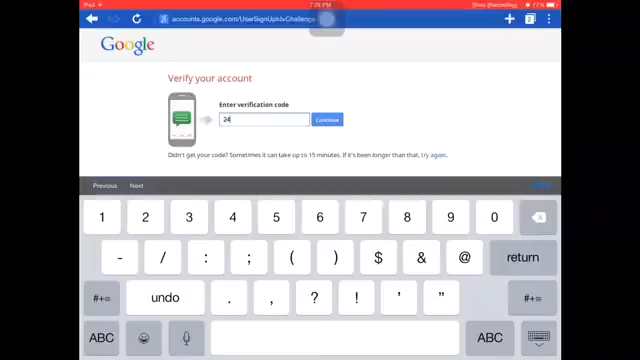 iPad
7:28 PM
77%
accounts.google.com/UserSignUpIdvChallenge
2
Google
Verify your account
Enter verification code
24
Continue
Didn't get your code? Sometimes it can take up to 15 minutes. If it's been longer than that, try again.
Previous Next
1 2 3 4 5 6 7 8 9 0
- / : ; ( ) $ & @ return
#+= undo . , ? ! ' " #+=
ABC ABC